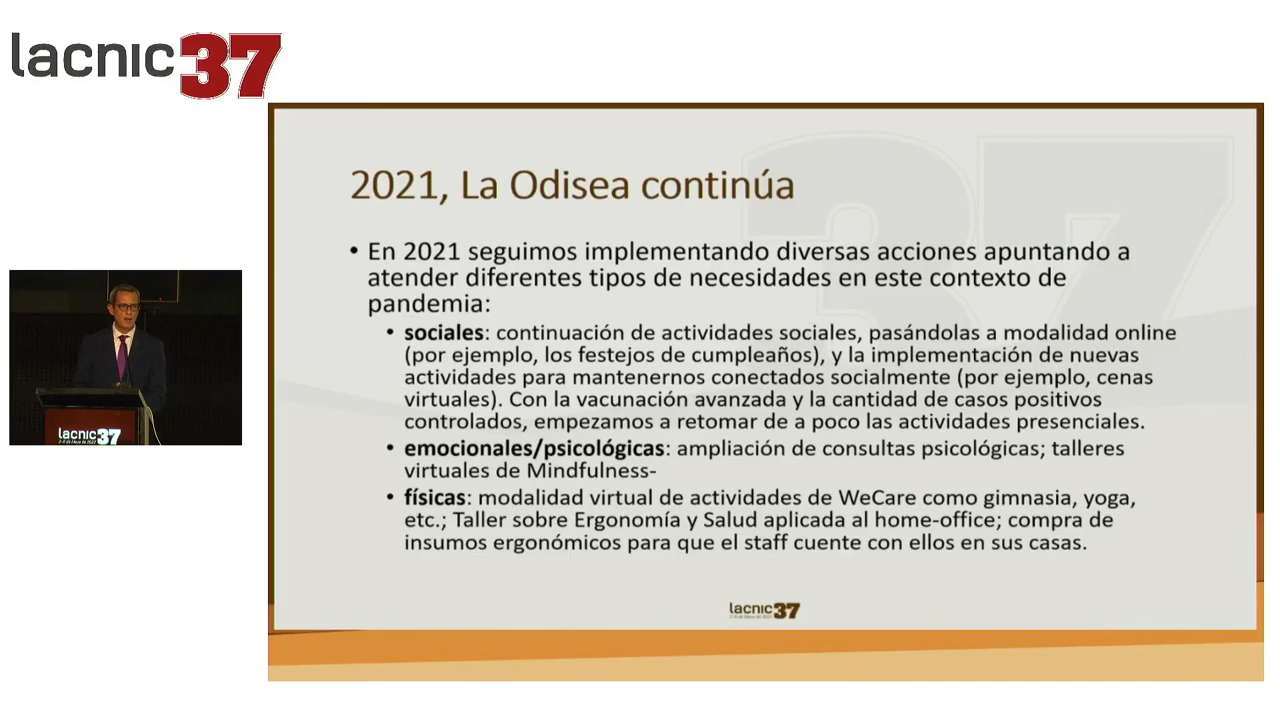 lacnic37
2021, La Odisea continúa
• En 2021 seguimos implementando diversas acciones apuntando a
atender diferentes tipos de necesidades en este contexto de
pandemia:
• sociales: continuación de actividades sociales, pasándolas a modalidad online
(por ejemplo, los festejos de cumpleaños), y la implementación de nuevas
actividades para mantenernos conectados socialmente (por ejemplo, cenas
virtuales). Con la vacunación avanzada y la cantidad de casos positivos
controlados, empezamos a retomar de a poco las actividades presenciales.
• emocionales/psicológicas: ampliación de consultas psicológicas; talleres
virtuales de Mindfulness-
• físicas: modalidad virtual de actividades de WeCare como gimnasia, yoga,
etc.; Taller sobre Ergonomía y Salud aplicada al home-office; compra de
insumos ergonómicos para que el staff cuente con ellos en sus casas.
lacnic37
lacnic37